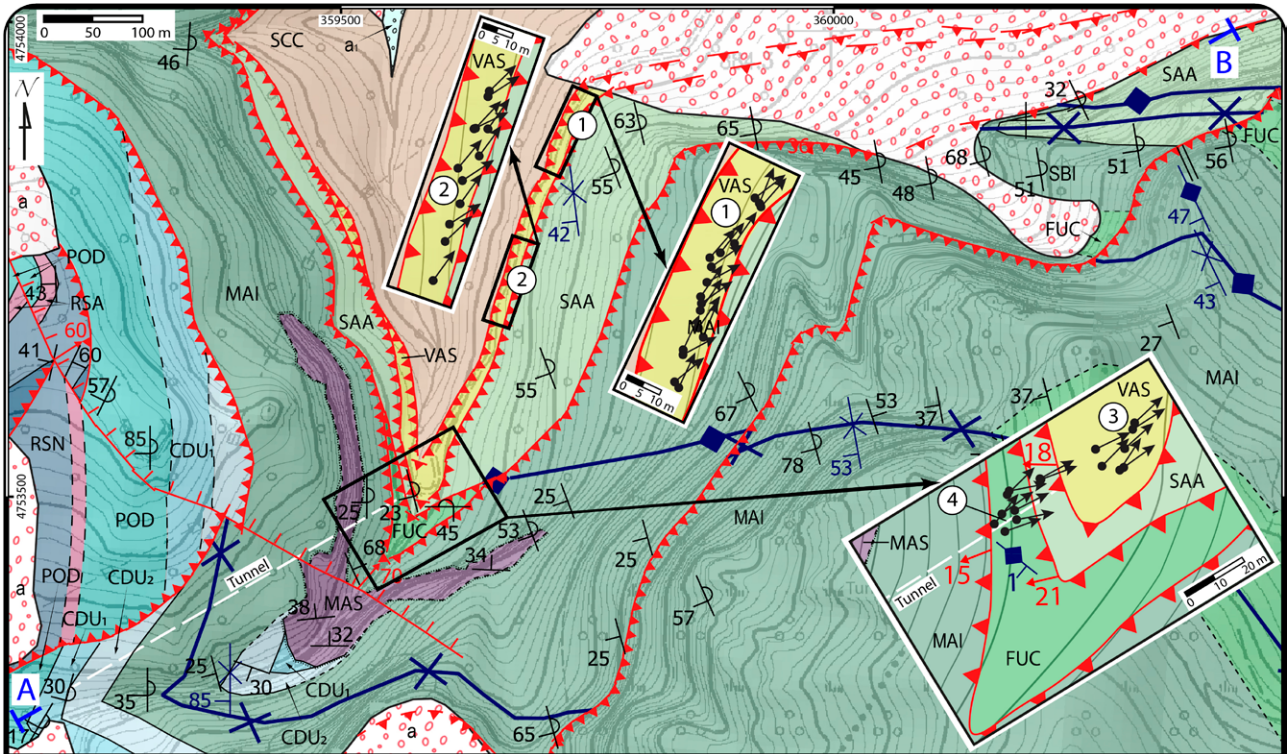 359500
360000
4754000
4753500
0 50 100 m
N
46
SCC
a₁
0 5 10 m
VAS
2
1
63
65
36
45
48
68
32
SAA
B
FUC
51
SBI
51
56
FUC
47
43
27
MAI
a
POD
43
RSA
60
41
60
57
85
RSN
CDU₁
POD
MAI
SAA
VAS
55
42
2
SAA
55
VAS
1
MAI
0 5 10 m
67
53
37
37
78
53
MAI
25
25
23
FUC
45
53
34
68
70
MAS
38
32
Tunnel
25
57
25
VAS
3
18
SAA
4
MAS
Tunnel
15
1
21
MAI
FUC
0 10 20 m
POD
CDU₂
CDU₁
a
A
30
35
25
85
30
CDU₁
CDU₂
a
65